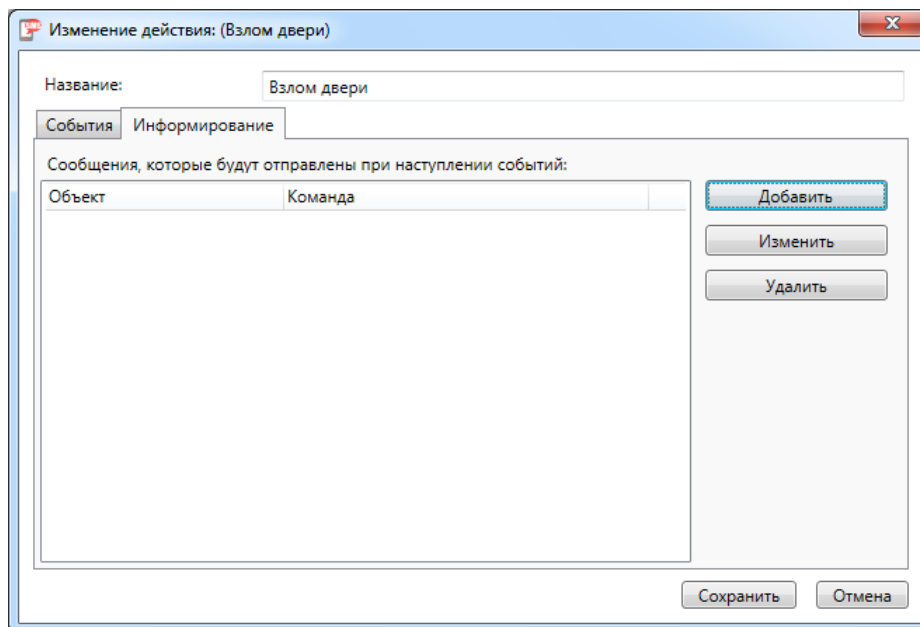 Изменение действия: (Взлом двери)
Название:
Взлом двери
События
Информирование
Сообщения, которые будут отправлены при наступлении событий:
Объект
Команда
Добавить
Изменить
Удалить
Сохранить
Отмена